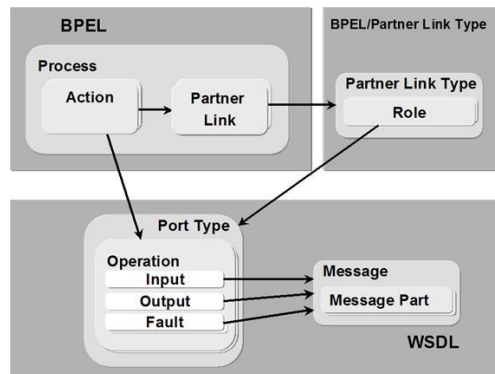 BPEL
BPEL/Partner Link Type
Process
Action
Partner
Link
Partner Link Type
Role
Port Type
Operation
Input
Output
Fault
Message
Message Part
WSDL